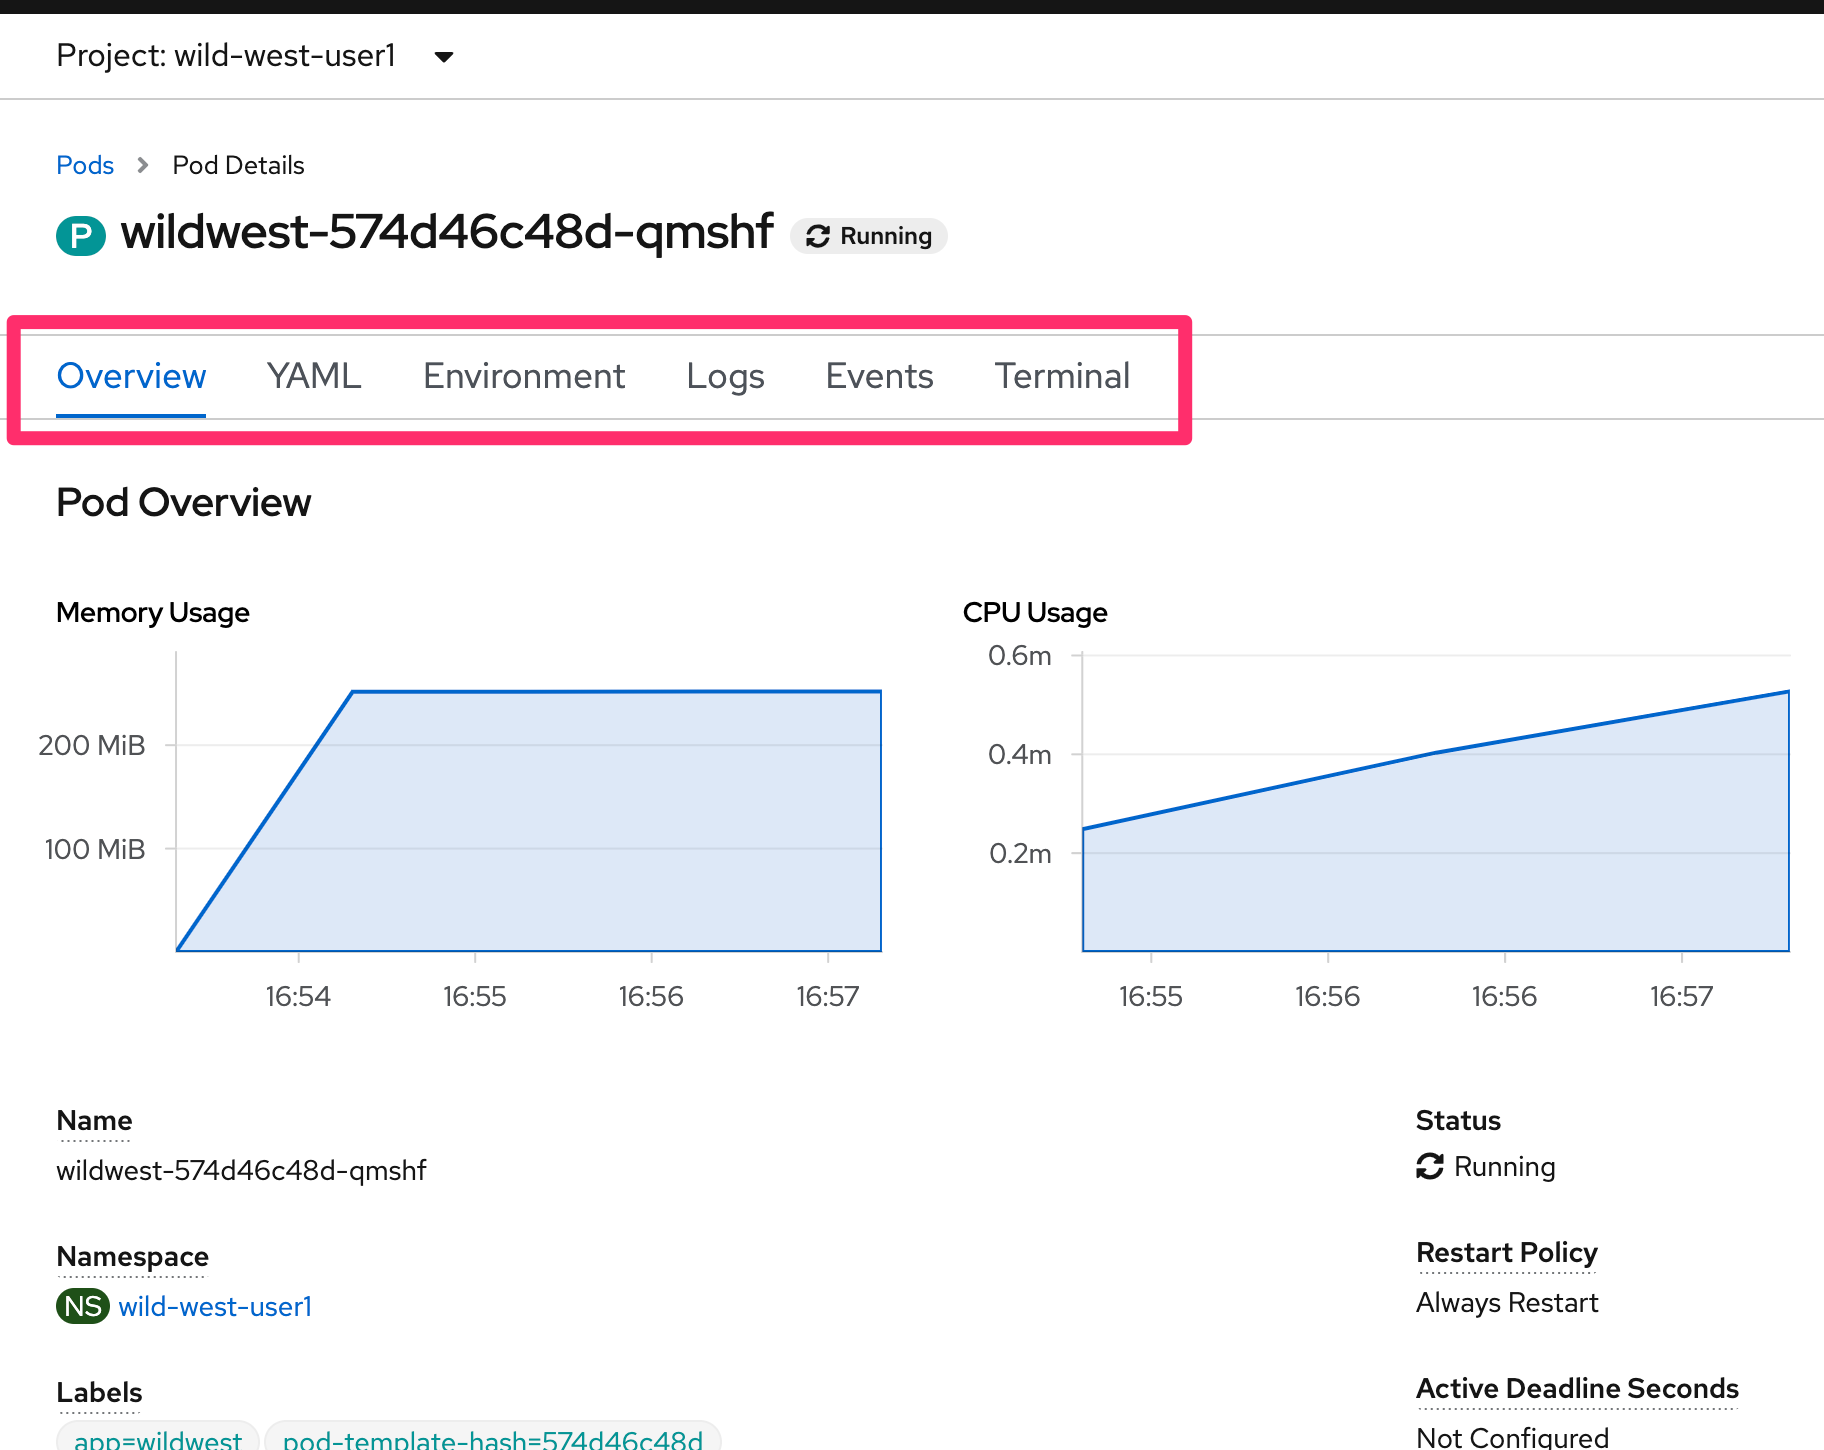 Project: wild-west-user1
Pods > Pod Details
P wildwest-574d46c48d-qmshf Running
Overview YAML Environment Logs Events Terminal
Pod Overview
Memory Usage
200 MiB
100 MiB
16:54 16:55 16:56 16:57
CPU Usage
0.6m
0.4m
0.2m
16:55 16:56 16:56 16:57
Name
wildwest-574d46c48d-qmshf
Namespace
NS wild-west-user1
Labels
app=wildwest pod-template-hash=574d46c48d
Status
Running
Restart Policy
Always Restart
Active Deadline Seconds
Not Configured